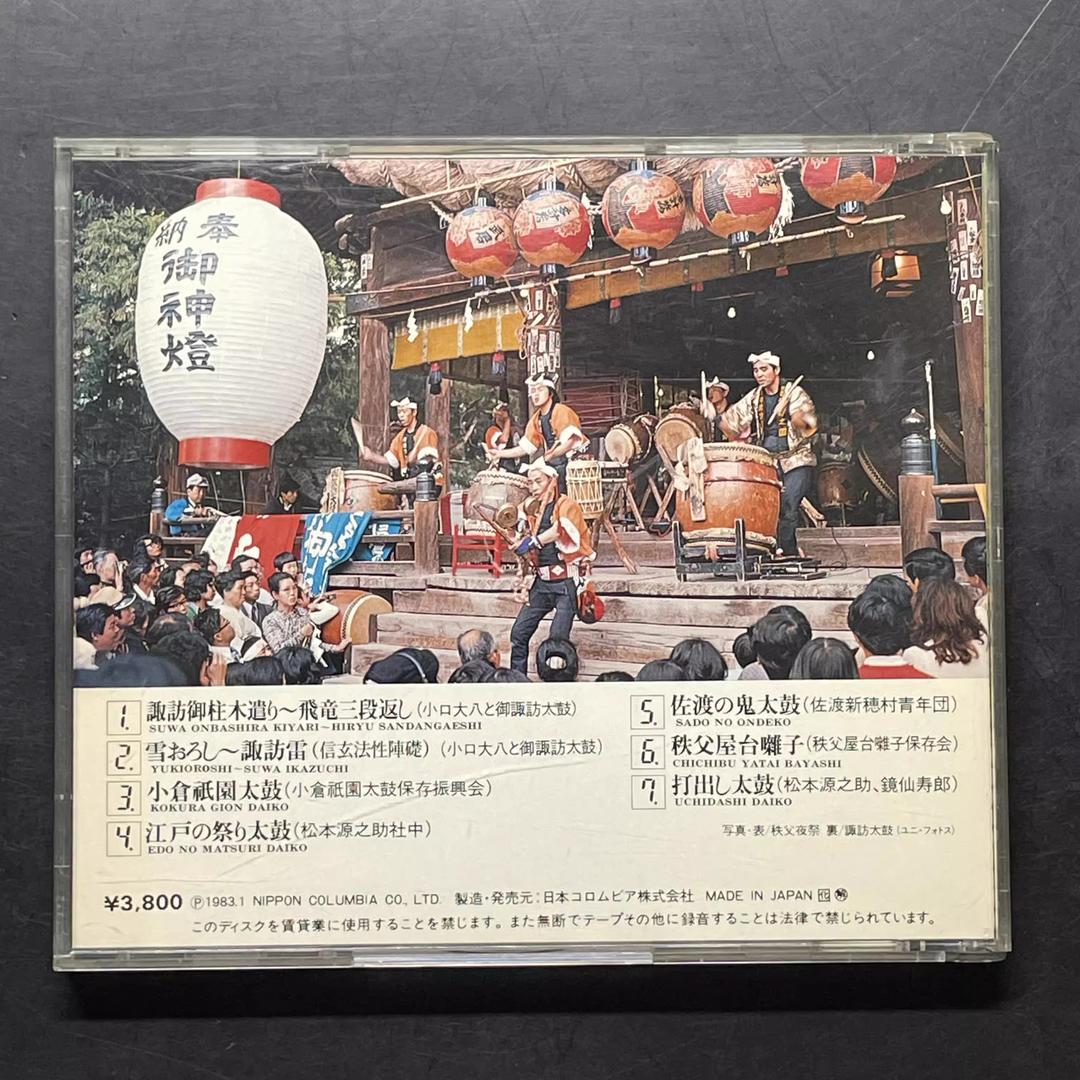 奉
納
御神燈
1. 諏訪御柱木遣り〜飛竜三段返し(小口大八と御諏訪太鼓)
SUWA ONBASHIRA KIYARI~HIRYU SANDANGAESHI
2. 雪おろし〜諏訪雷(信玄法性陣礎)(小口大八と御諏訪太鼓)
YUKIOROSHI~SUWA IKAZUCHI
3. 小倉祇園太鼓(小倉祇園太鼓保存振興会)
KOKURA GION DAIKO
4. 江戸の祭り太鼓(松本源之助社中)
EDO NO MATSURI DAIKO
5. 佐渡の鬼太鼓(佐渡新穂村青年団)
SADO NO ONDEKO
6. 秩父屋台囃子(秩父屋台囃子保存会)
CHICHIBU YATAI BAYASHI
7. 打出し太鼓(松本源之助、鏡仙寿郎)
UCHIDASHI DAIKO
写真・表/秩父夜祭 裏/諏訪太鼓(ユニ・フォトス)
¥3,800 Ⓟ1983.1 NIPPON COLUMBIA CO., LTD. 製造・発売元:日本コロムビア株式会社 MADE IN JAPAN
このディスクを賃貸業に使用することを禁じます。また無断でテープその他に録音することは法律で禁じられています。